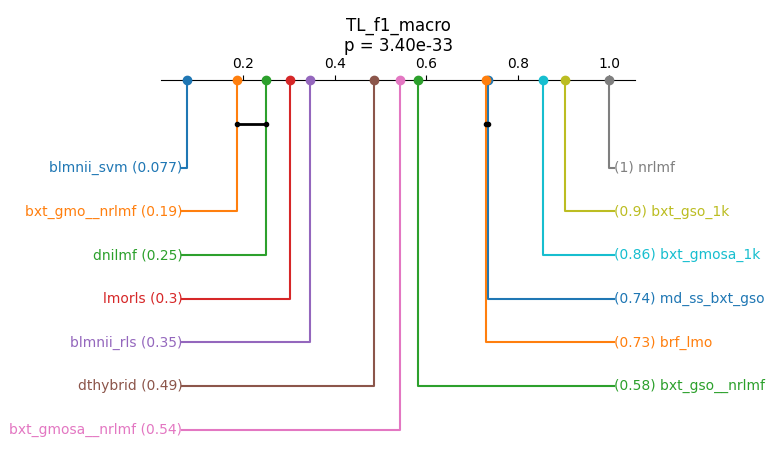 TL_f1_macro
p = 3.40e-33
0.2 0.4 0.6 0.8 1.0
blmnii_svm (0.077)
(1) nrlmf
bxt_gmo__nrlmf (0.19)
(0.9) bxt_gso_1k
dnilmf (0.25)
(0.86) bxt_gmosa_1k
lmorls (0.3)
(0.74) md_ss_bxt_gso
blmnii_rls (0.35)
(0.73) brf_lmo
dthybrid (0.49)
(0.58) bxt_gso__nrlmf
bxt_gmosa__nrlmf (0.54)